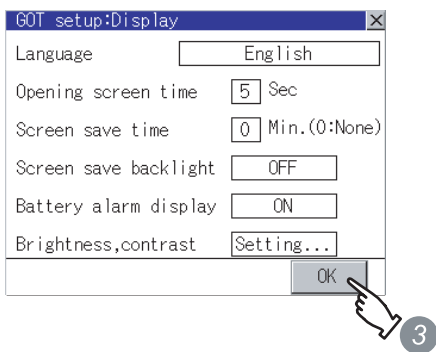 GOT setup:Display ×
Language English
Opening screen time 5 Sec
Screen save time 0 Min.(0:None)
Screen save backlight OFF
Battery alarm display ON
Brightness,contrast Setting...
OK
3